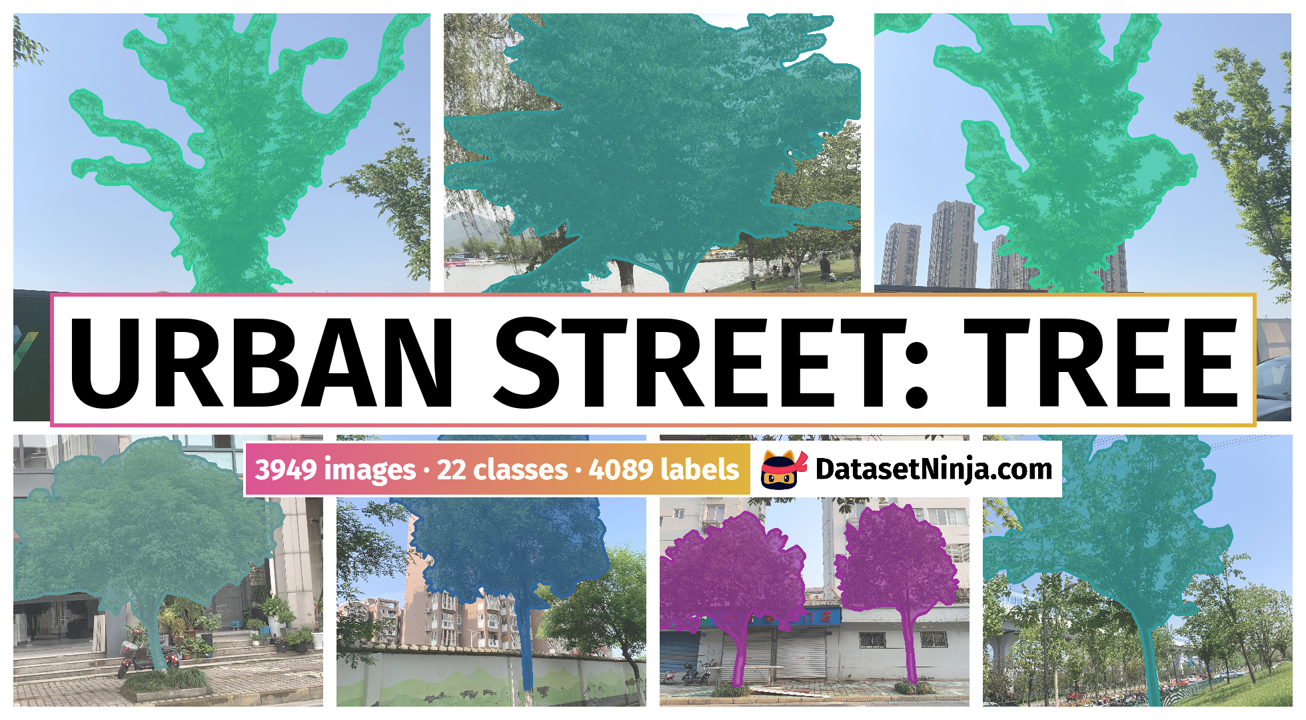 URBAN STREET: TREE
3949 images · 22 classes · 4089 labels
DatasetNinja.com